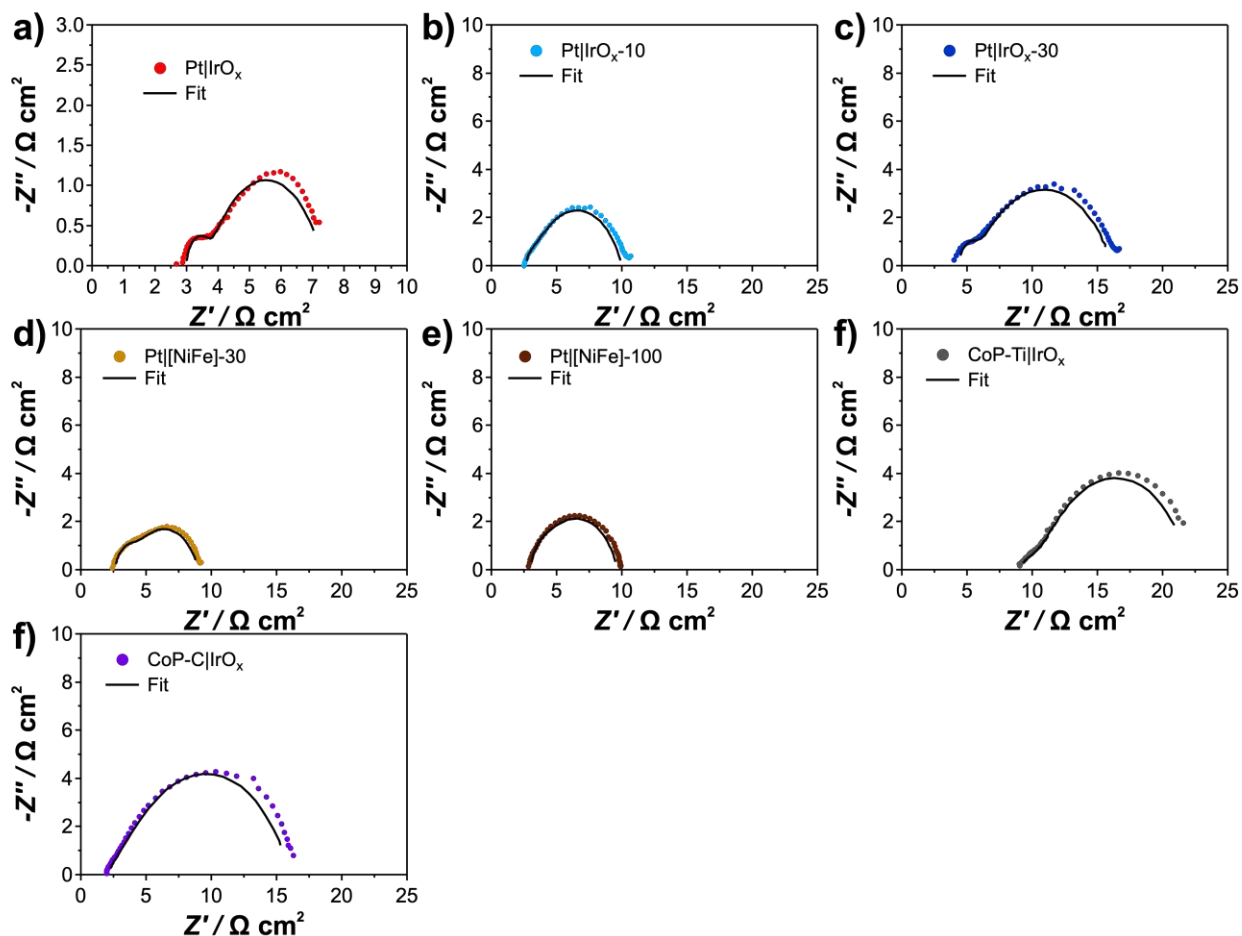 a)
Pt|IrOₓ
Fit
-Z″ / Ω cm²
3.0
2.5
2.0
1.5
1.0
0.5
0.0
0 1 2 3 4 5 6 7 8 9 10
Z′ / Ω cm²
b)
Pt|IrOₓ-10
Fit
-Z″ / Ω cm²
10
8
6
4
2
0
0 5 10 15 20 25
Z′ / Ω cm²
c)
Pt|IrOₓ-30
Fit
-Z″ / Ω cm²
10
8
6
4
2
0
0 5 10 15 20 25
Z′ / Ω cm²
d)
Pt|[NiFe]-30
Fit
-Z″ / Ω cm²
10
8
6
4
2
0
0 5 10 15 20 25
Z′ / Ω cm²
e)
Pt|[NiFe]-100
Fit
-Z″ / Ω cm²
10
8
6
4
2
0
0 5 10 15 20 25
Z′ / Ω cm²
f)
CoP-Ti|IrOₓ
Fit
-Z″ / Ω cm²
10
8
6
4
2
0
0 5 10 15 20 25
Z′ / Ω cm²
f)
CoP-C|IrOₓ
Fit
-Z″ / Ω cm²
10
8
6
4
2
0
0 5 10 15 20 25
Z′ / Ω cm²